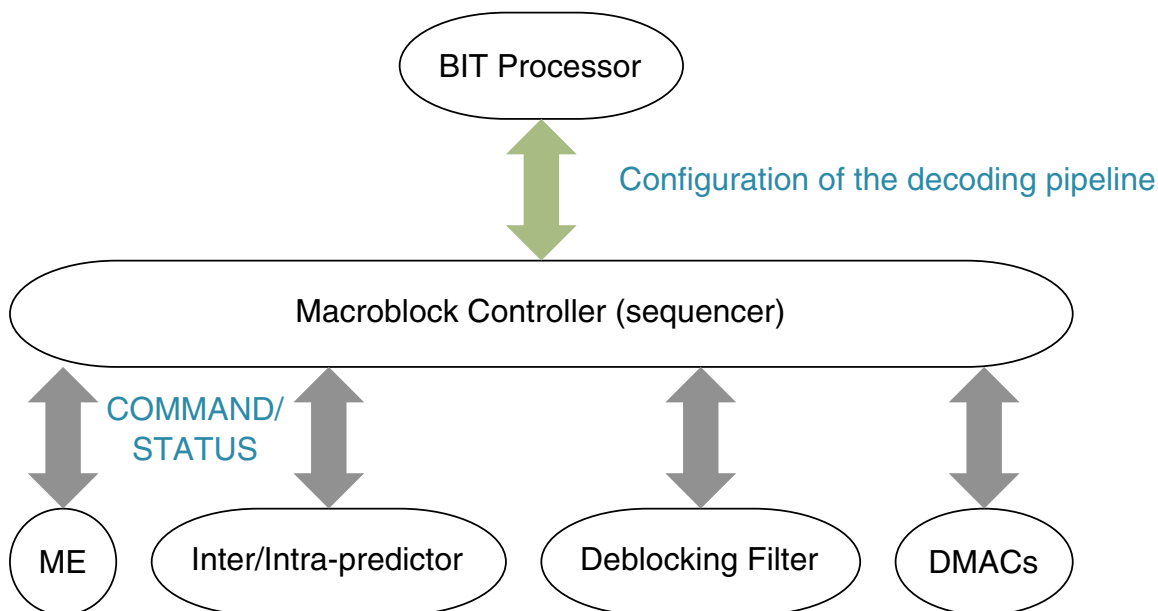 BIT Processor
Configuration of the decoding pipeline
Macroblock Controller (sequencer)
COMMAND/
STATUS
ME
Inter/Intra-predictor
Deblocking Filter
DMACs